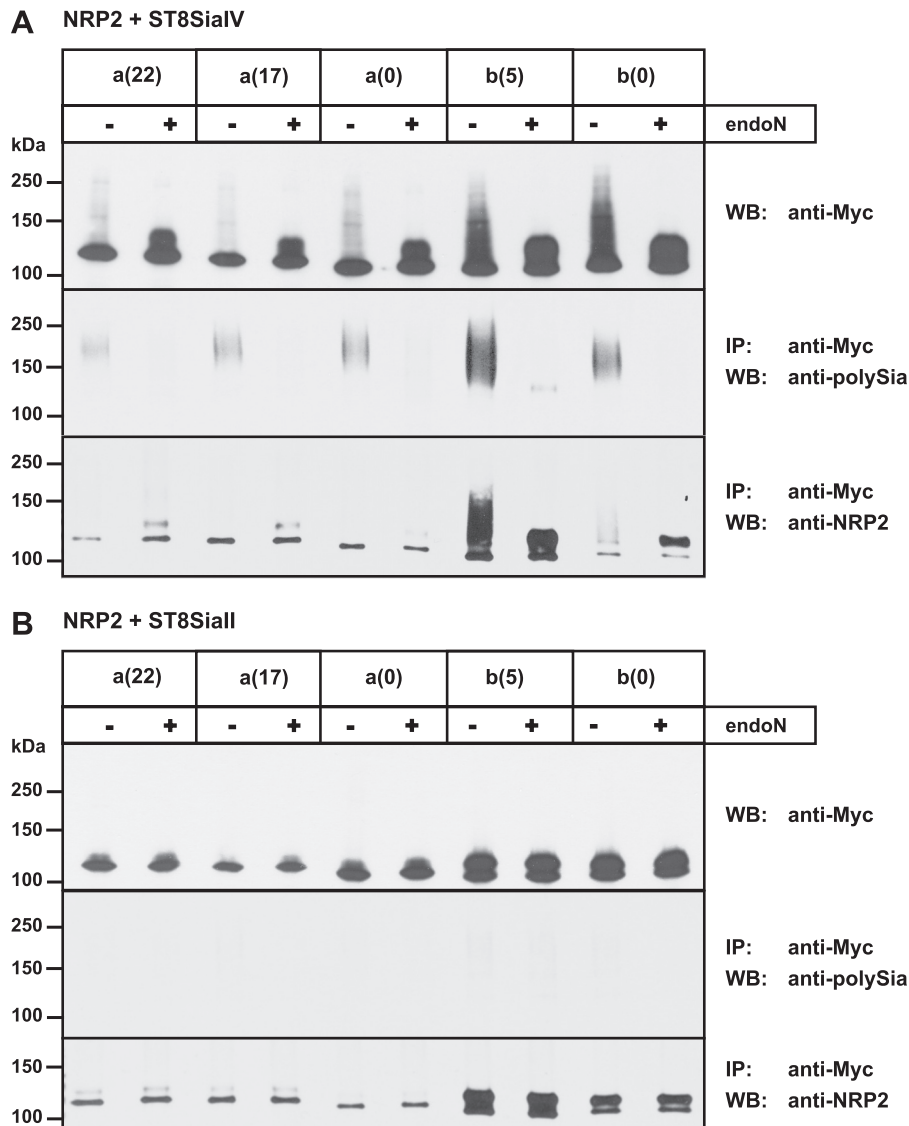 A NRP2 + ST8SiaIV
a(22) a(17) a(0) b(5) b(0)
- + - + - + - + - + endoN
kDa
250
150
100
WB: anti-Myc
250
150
100
IP: anti-Myc
WB: anti-polySia
250
150
100
IP: anti-Myc
WB: anti-NRP2
B NRP2 + ST8SiaII
a(22) a(17) a(0) b(5) b(0)
- + - + - + - + - + endoN
kDa
250
150
100
WB: anti-Myc
250
150
100
IP: anti-Myc
WB: anti-polySia
150
100
IP: anti-Myc
WB: anti-NRP2